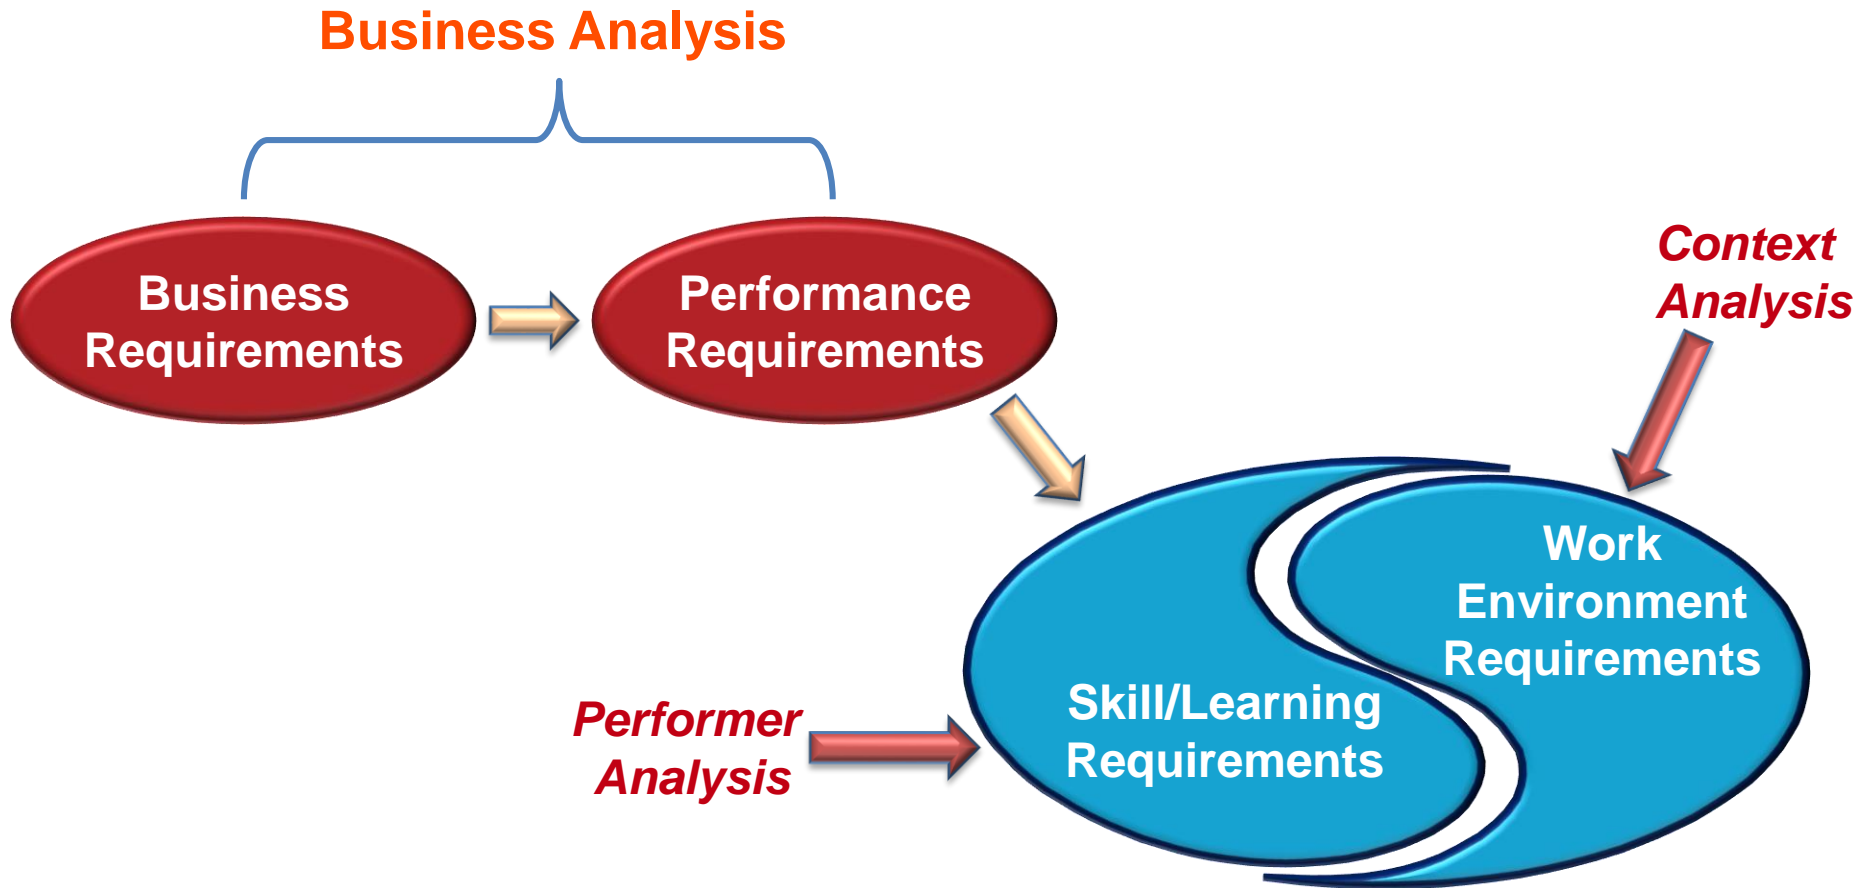 Business Analysis
Business
Requirements
Performance
Requirements
Context
Analysis
Work
Environment
Requirements
Skill/Learning
Requirements
Performer
Analysis